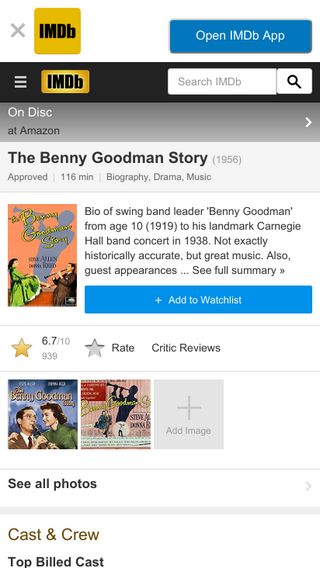 IMDb
Open IMDb App
IMDb
Search IMDb
On Disc
at Amazon
The Benny Goodman Story (1956)
Approved | 116 min | Biography, Drama, Music
The Benny
Goodman
Story
STEVE ALLEN
DONNA REED
Bio of swing band leader 'Benny Goodman'
from age 10 (1919) to his landmark Carnegie
Hall band concert in 1938. Not exactly
historically accurate, but great music. Also,
guest appearances ... See full summary »
+ Add to Watchlist
6.7/10
939
Rate
Critic Reviews
STEVE ALLEN
DONNA REED
The Benny Goodman Story
Benny Goodman
STEVE ALLEN
DONNA REED
Add Image
See all photos
Cast & Crew
Top Billed Cast